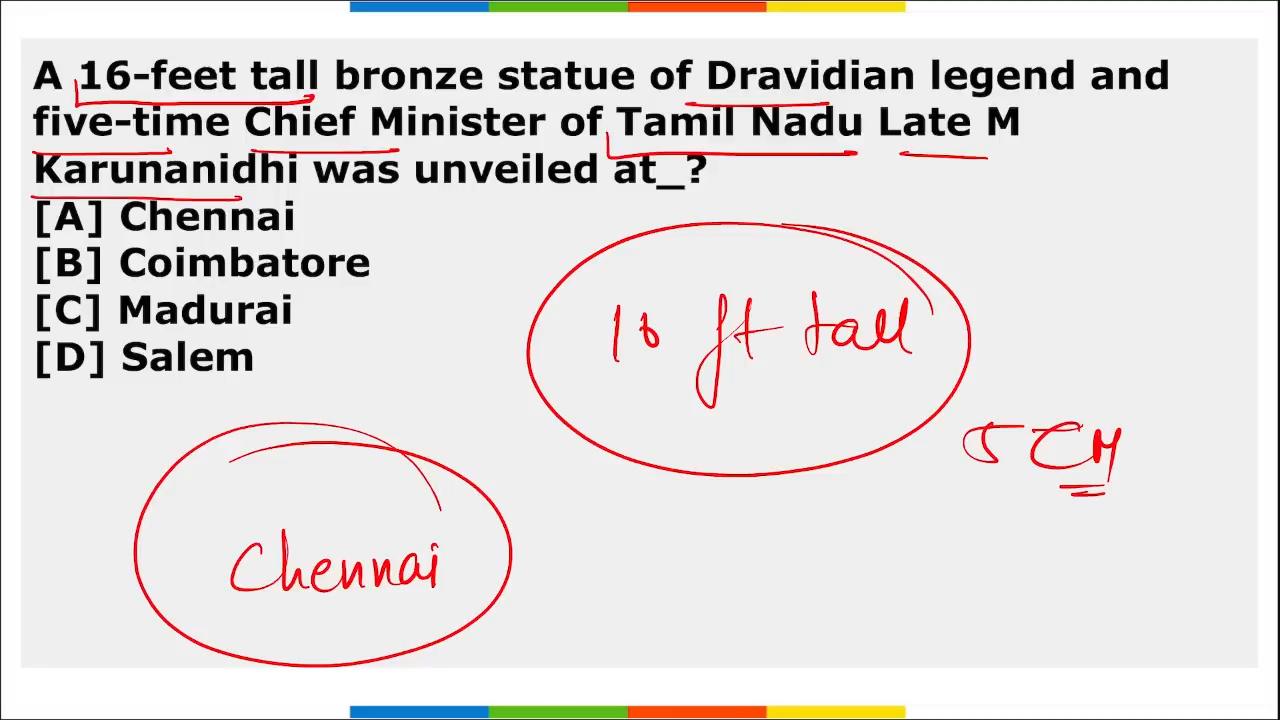 A 16-feet tall bronze statue of Dravidian legend and
five-time Chief Minister of Tamil Nadu Late M
Karunanidhi was unveiled at_?
[A] Chennai
[B] Coimbatore
[C] Madurai
[D] Salem
16 ft tall
5 CM
Chennai